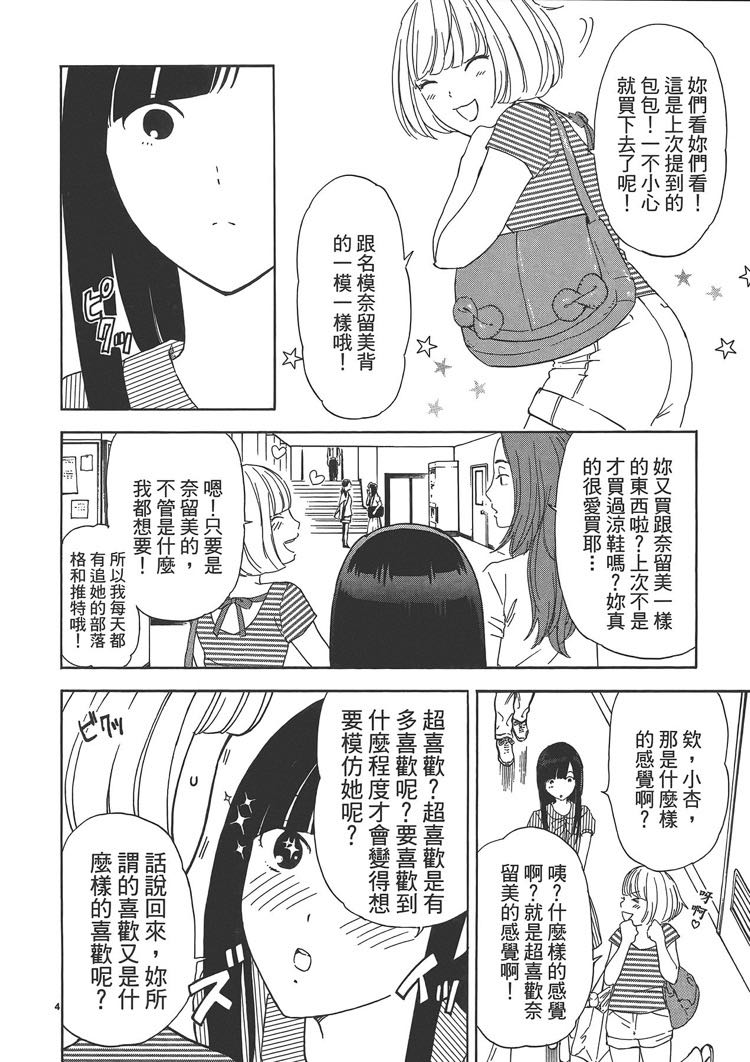 妳們看妳們看！
這是上次提到的
包包！一不小心
就買下去了呢！
跟名模奈留美背
的一模一樣哦！
ピクッ
妳又買跟奈留美一樣
的東西啦？上次不是
才買過涼鞋嗎？妳真
的很愛買耶…
嗯！只要是
奈留美的，
不管是什麼
我都想要！
所以我每天都
有追她的部落
格和推特哦！
欸，小杏，
那是什麼樣
的感覺啊？
呀啊♡
咦？什麼樣的感覺
啊？就是超喜歡奈
留美的感覺啊！
超喜歡？超喜歡是有
多喜歡呢？要喜歡到
什麼程度才會變得想
要模仿她呢？
ビクッ
話說回來，妳所
謂的喜歡又是什
麼樣的喜歡呢？
ズイッ
4